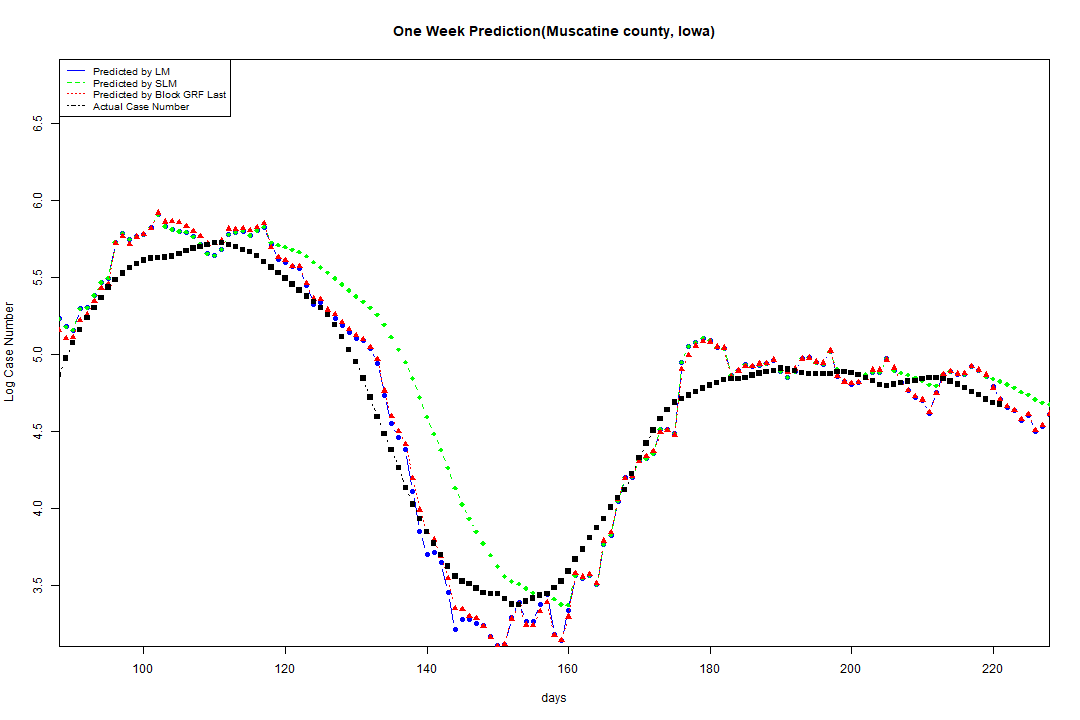 One Week Prediction(Muscatine county, Iowa)
Predicted by LM
Predicted by SLM
Predicted by Block GRF Last
Actual Case Number
Log Case Number
6.5
6.0
5.5
5.0
4.5
4.0
3.5
100 120 140 160 180 200 220
days